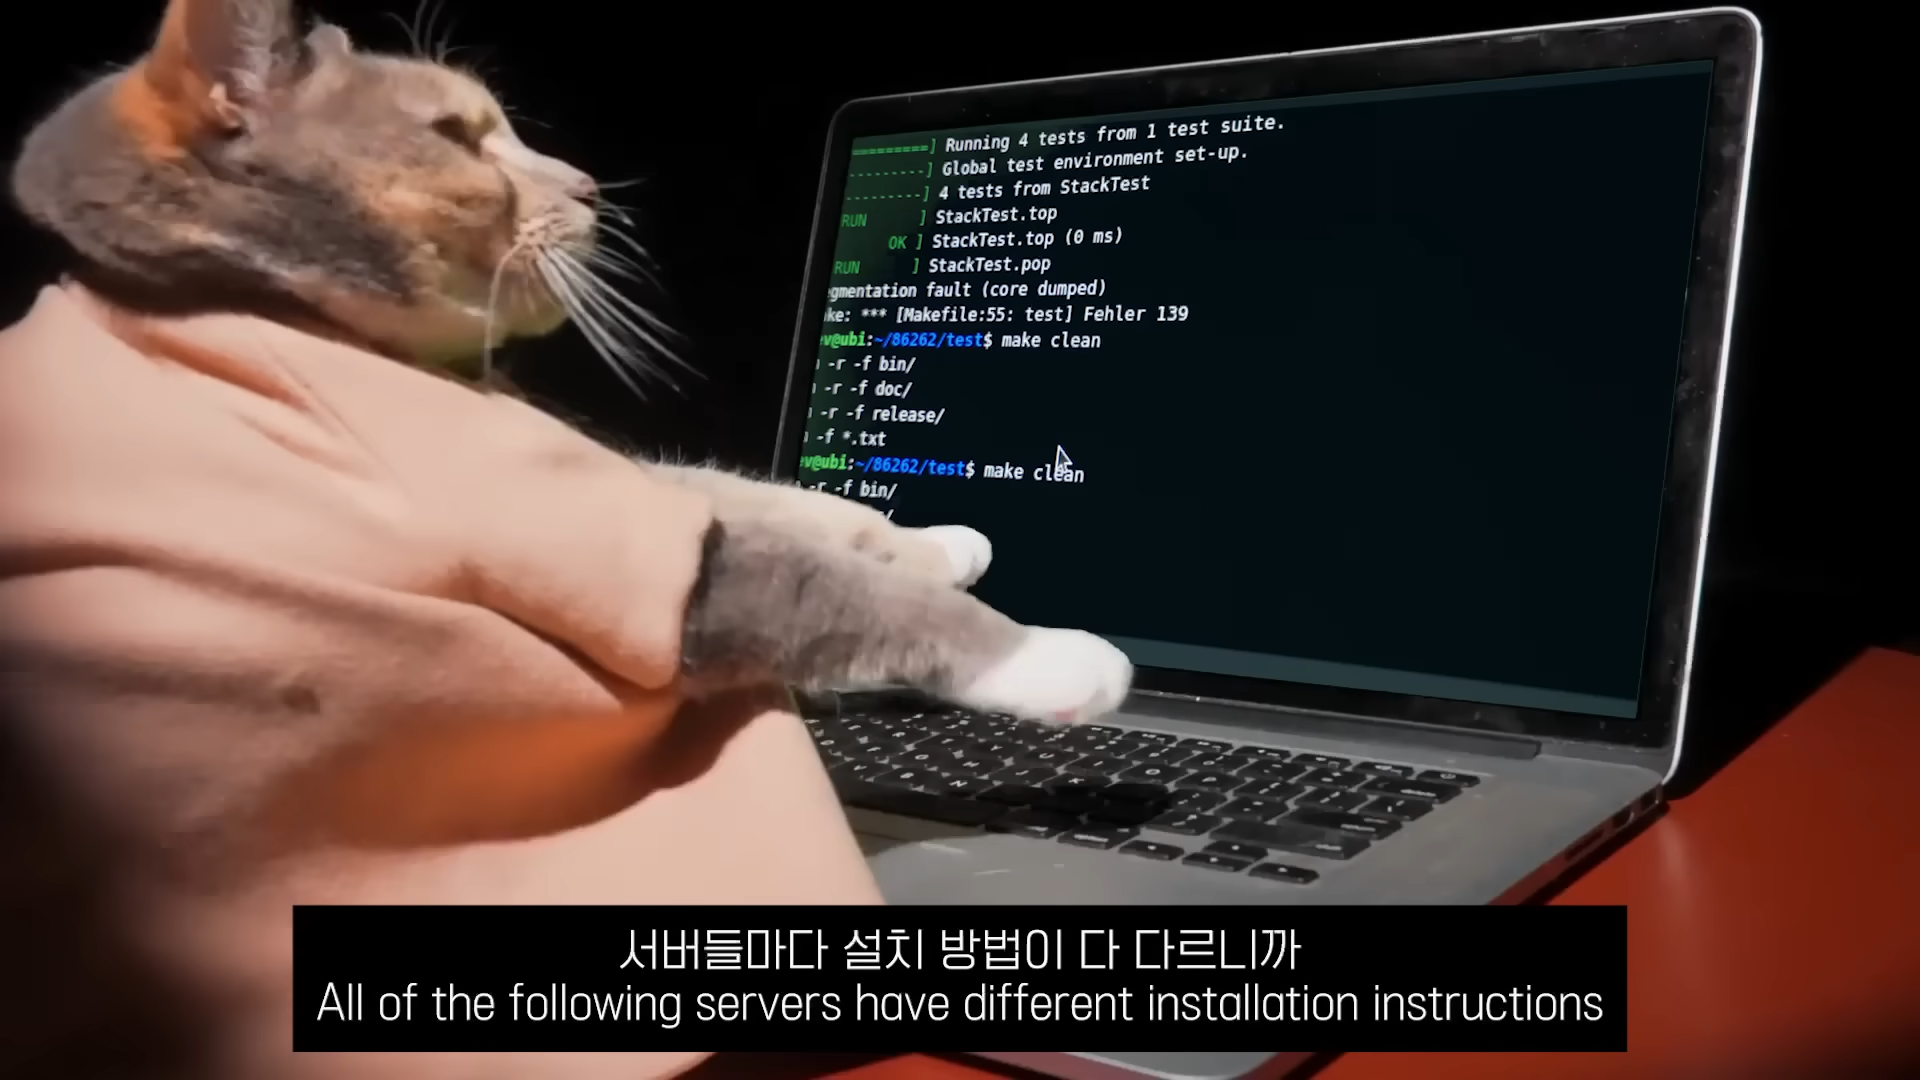 =========] Running 4 tests from 1 test suite.
---------] Global test environment set-up.
---------] 4 tests from StackTest
RUN ] StackTest.top
OK ] StackTest.top (0 ms)
RUN ] StackTest.pop
egmentation fault (core dumped)
ke: *** [Makefile:55: test] Fehler 139
ev@ubi:~/86262/test$ make clean
-r -f bin/
-r -f doc/
-r -f release/
-f *.txt
ev@ubi:~/86262/test$ make clean
-r -f bin/
서버들마다 설치 방법이 다 다르니까
All of the following servers have different installation instructions